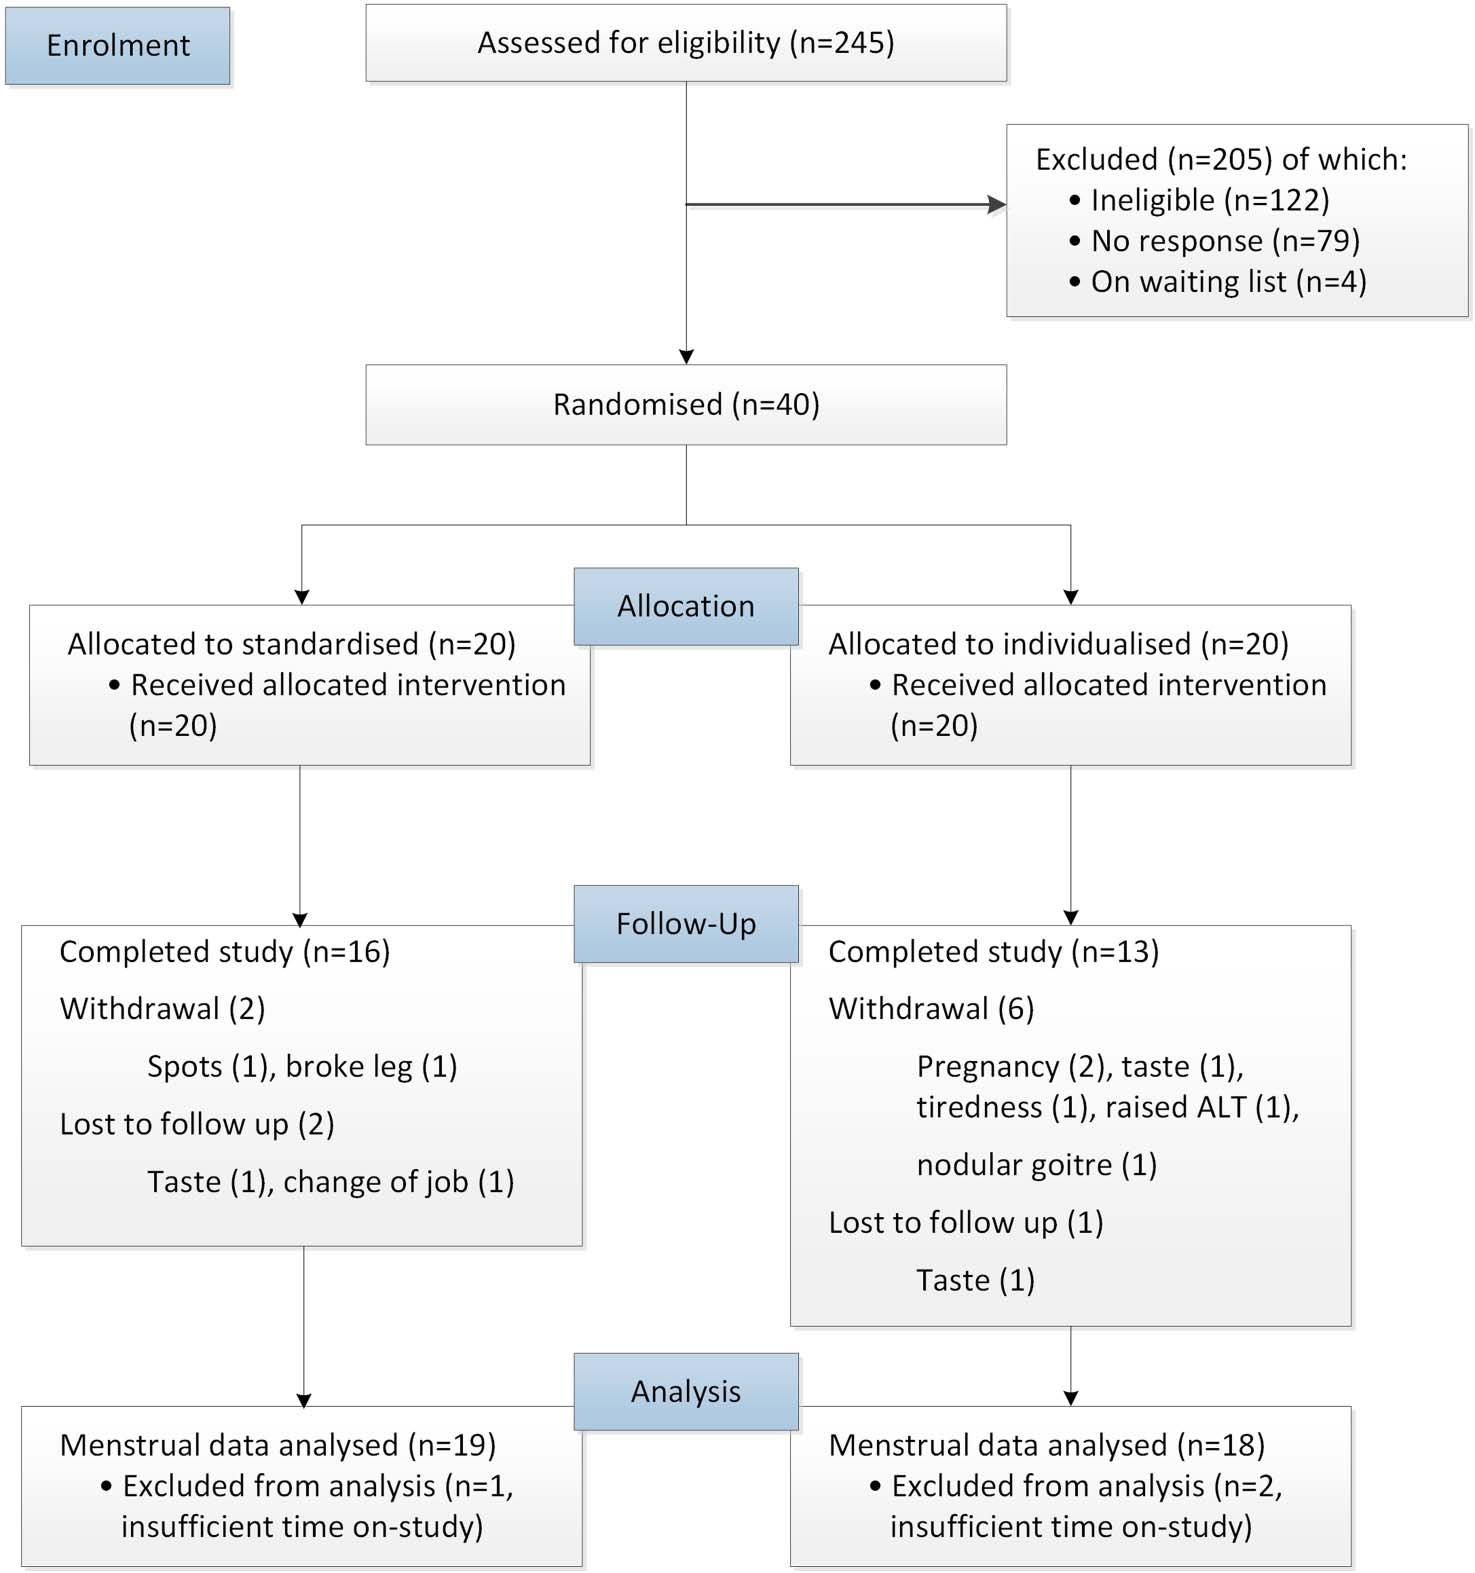 Enrolment
Assessed for eligibility (n=245)
Excluded (n=205) of which:
• Ineligible (n=122)
• No response (n=79)
• On waiting list (n=4)
Randomised (n=40)
Allocation
Allocated to standardised (n=20)
• Received allocated intervention
(n=20)
Allocated to individualised (n=20)
• Received allocated intervention
(n=20)
Follow-Up
Completed study (n=16)
Withdrawal (2)
Spots (1), broke leg (1)
Lost to follow up (2)
Taste (1), change of job (1)
Completed study (n=13)
Withdrawal (6)
Pregnancy (2), taste (1),
tiredness (1), raised ALT (1),
nodular goitre (1)
Lost to follow up (1)
Taste (1)
Analysis
Menstrual data analysed (n=19)
• Excluded from analysis (n=1,
insufficient time on-study)
Menstrual data analysed (n=18)
• Excluded from analysis (n=2,
insufficient time on-study)